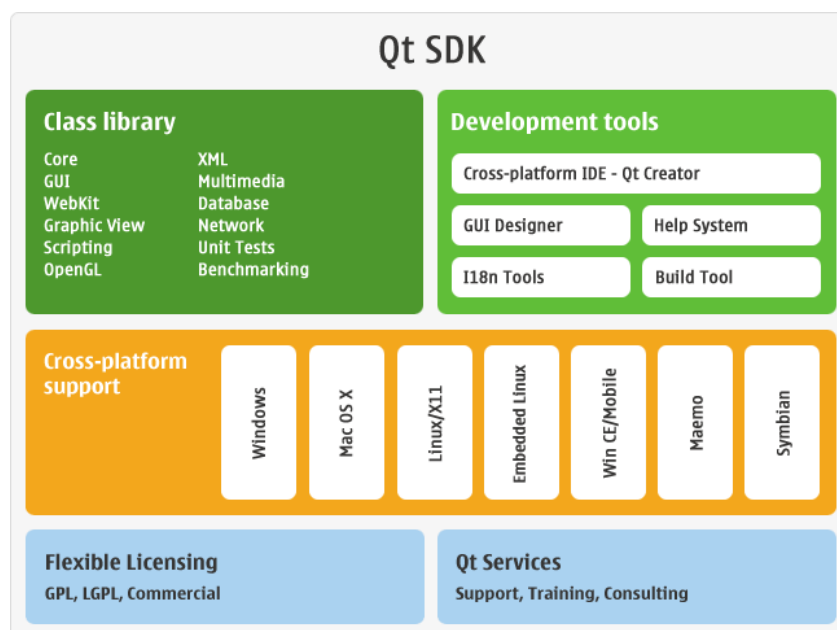 Qt SDK
Class library
Core
GUI
WebKit
Graphic View
Scripting
OpenGL
XML
Multimedia
Database
Network
Unit Tests
Benchmarking
Development tools
Cross-platform IDE - Qt Creator
GUI Designer
Help System
I18n Tools
Build Tool
Cross-platform
support
Windows
Mac OS X
Linux/X11
Embedded Linux
Win CE/Mobile
Maemo
Symbian
Flexible Licensing
GPL, LGPL, Commercial
Qt Services
Support, Training, Consulting